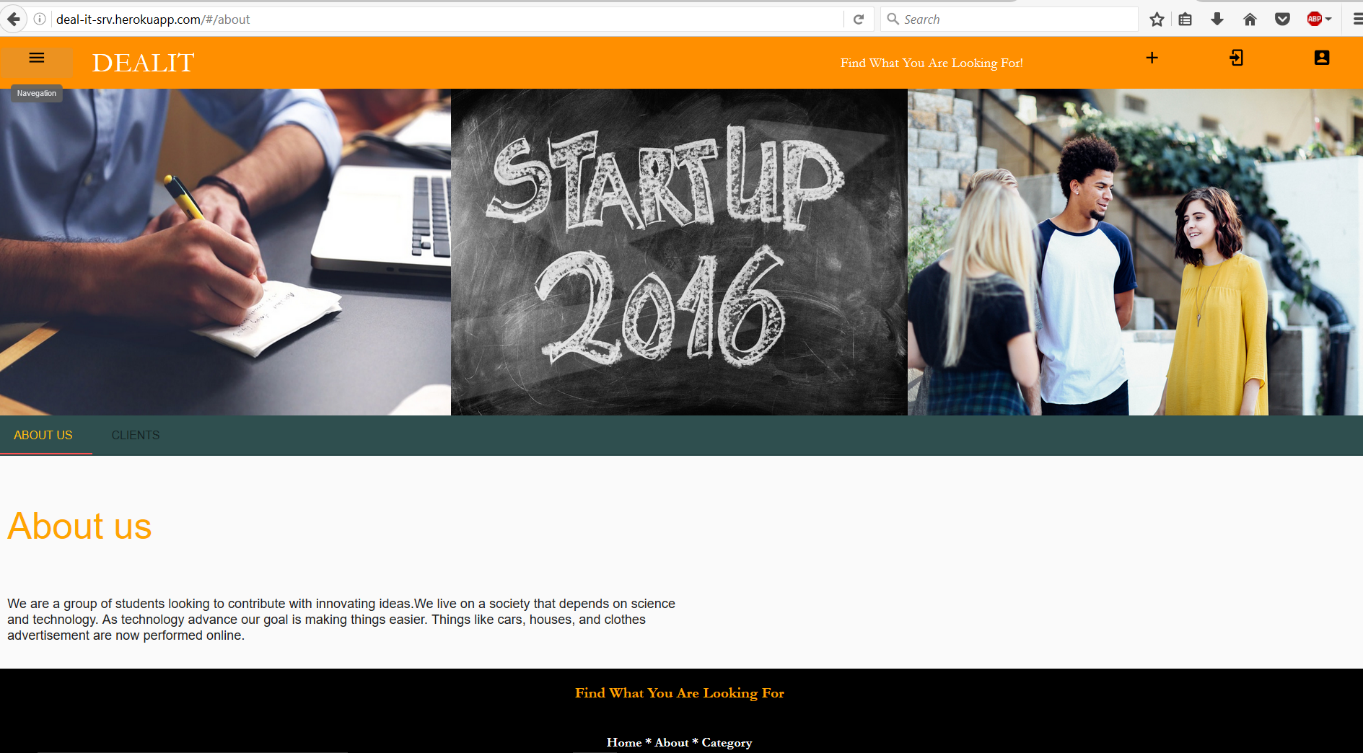 deal-it-srv.herokuapp.com/#/about
Search
ABP
DEALIT
Find What You Are Looking For!
Navegation
STARTUP
2016
ABOUT US
CLIENTS
About us
We are a group of students looking to contribute with innovating ideas.We live on a society that depends on science
and technology. As technology advance our goal is making things easier. Things like cars, houses, and clothes
advertisement are now performed online.
Find What You Are Looking For
Home * About * Category